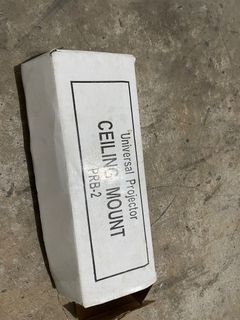 Universal Projector
CEILING MOUNT
PRB-2